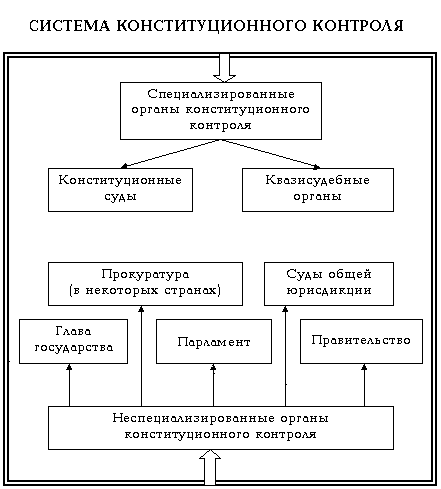 СИСТЕМА КОНСТИТУЦИОННОГО КОНТРОЛЯ
Специализированные
органы конституционного
контроля
Конституционные
суды
Квазисудебные
органы
Прокуратура
(в некоторых странах)
Суды общей
юрисдикции
Глава
государства
Парламент
Правительство
Неспециализированные органы
конституционного контроля